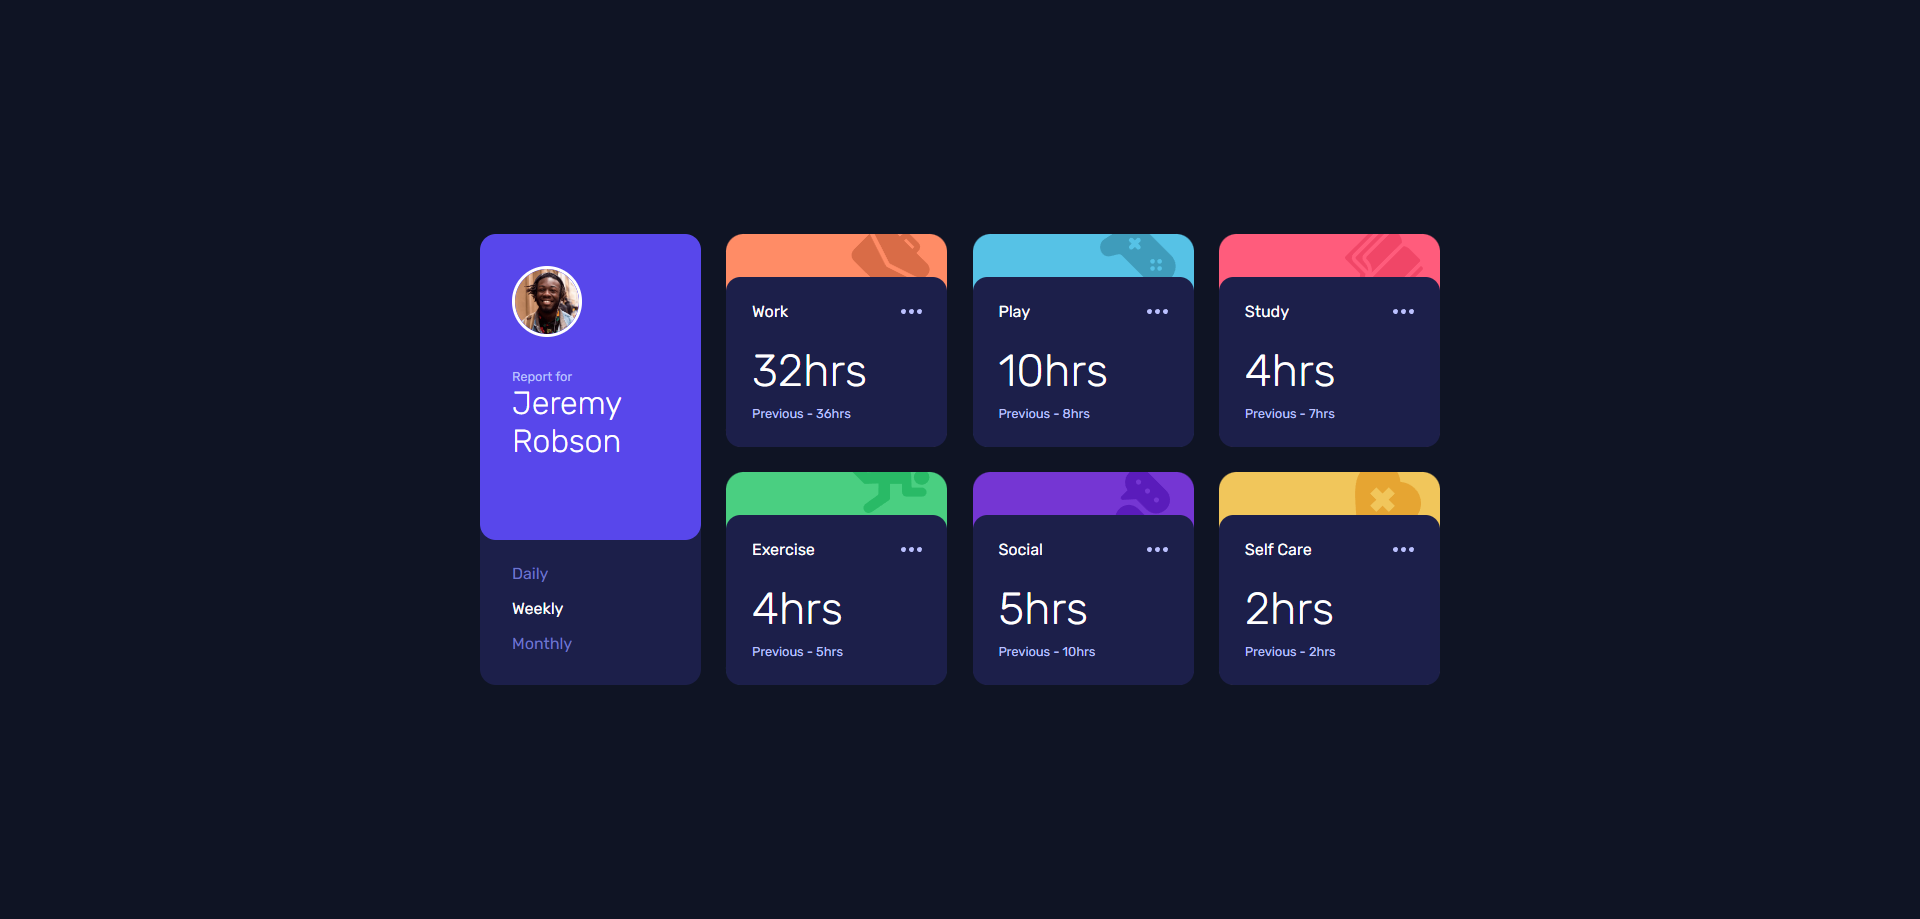 Report for
Jeremy
Robson
Daily
Weekly
Monthly
Work
32hrs
Previous - 36hrs
Play
10hrs
Previous - 8hrs
Study
4hrs
Previous - 7hrs
Exercise
4hrs
Previous - 5hrs
Social
5hrs
Previous - 10hrs
Self Care
2hrs
Previous - 2hrs